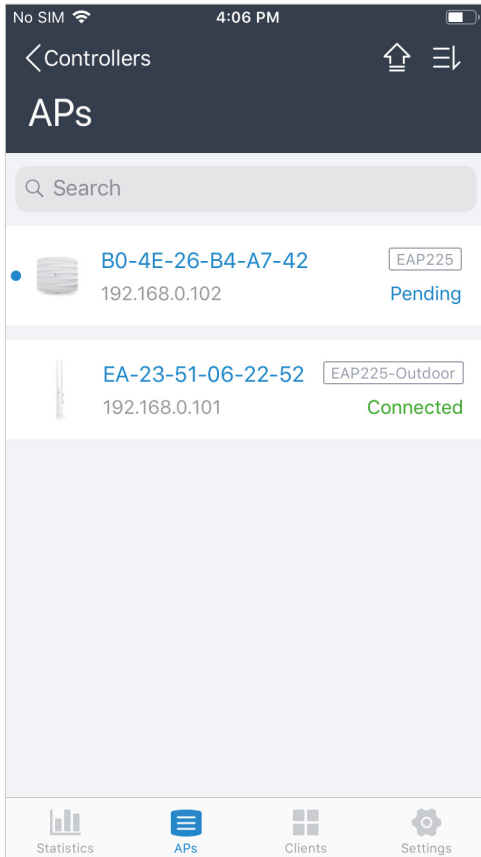 No SIM 4:06 PM
Controllers
APs
Search
B0-4E-26-B4-A7-42 EAP225
192.168.0.102 Pending
EA-23-51-06-22-52 EAP225-Outdoor
192.168.0.101 Connected
Statistics APs Clients Settings